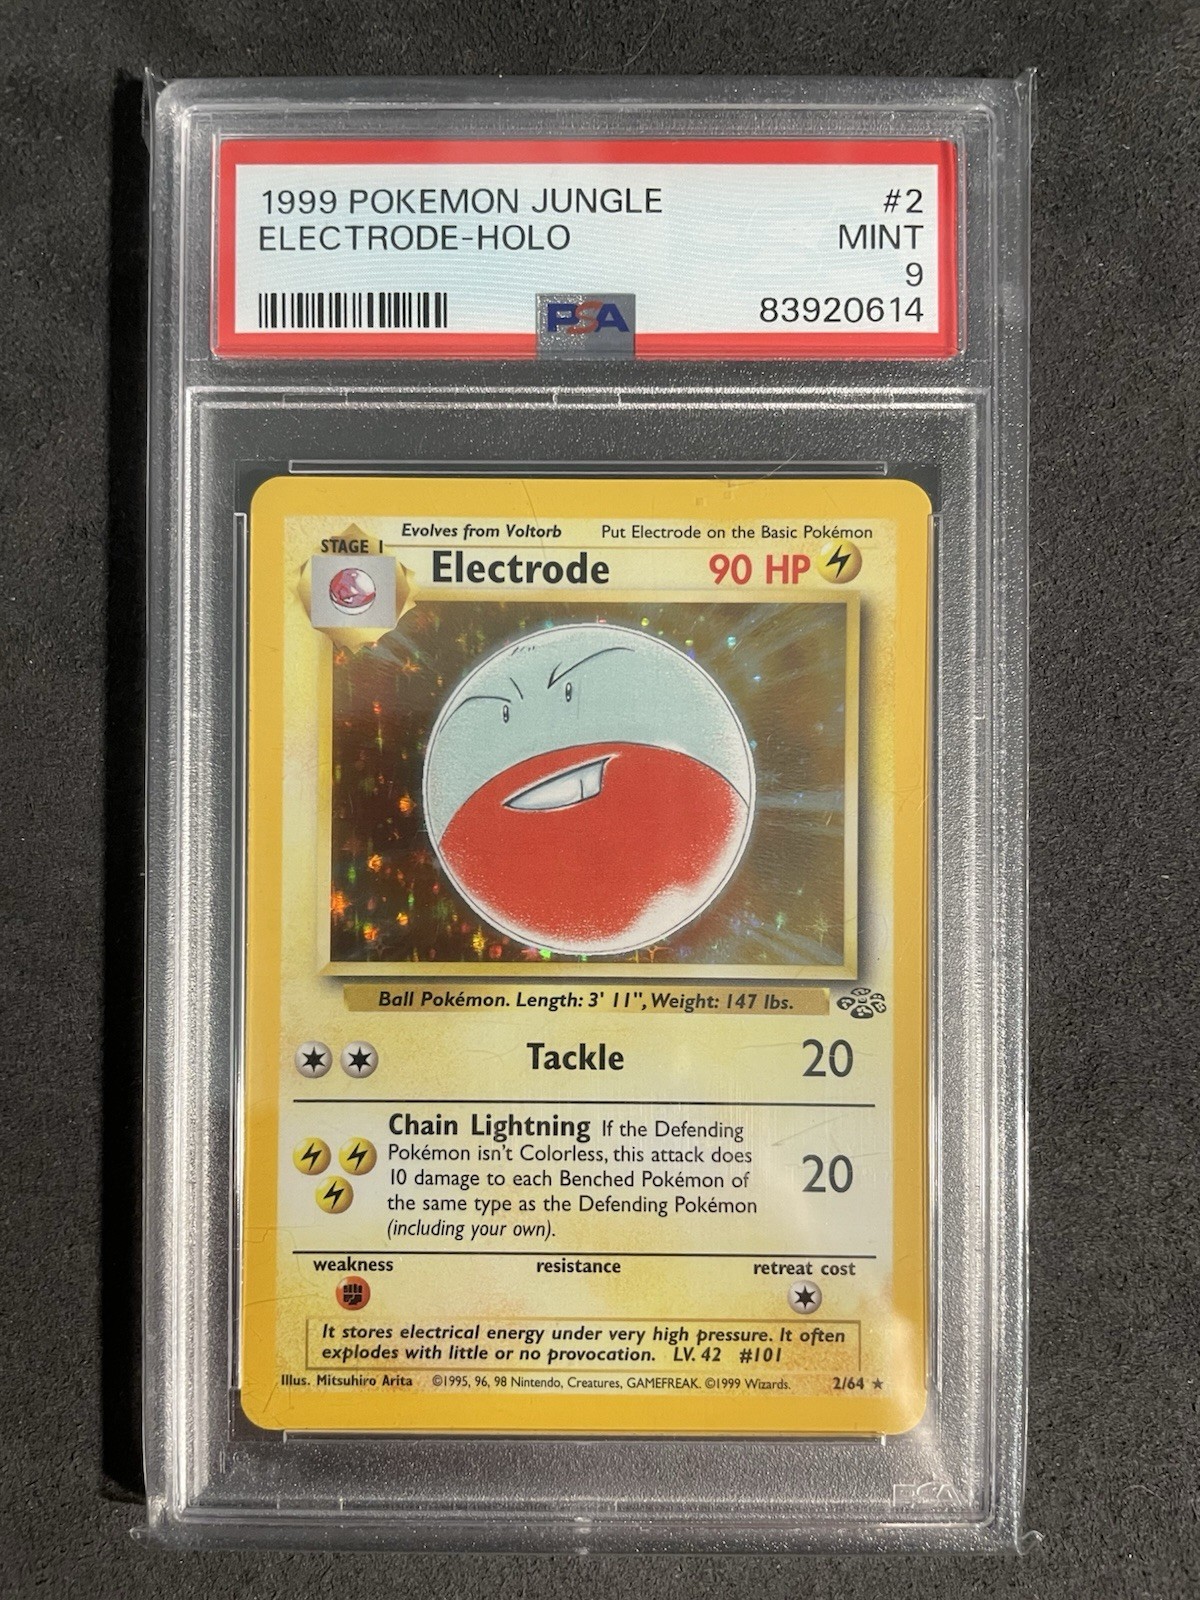 1999 POKEMON JUNGLE #2
ELECTRODE-HOLO MINT
9
PSA 83920614
Evolves from Voltorb Put Electrode on the Basic Pokémon
STAGE 1
Electrode 90 HP
Ball Pokémon. Length: 3' 11", Weight: 147 lbs.
Tackle 20
Chain Lightning If the Defending
Pokémon isn't Colorless, this attack does
10 damage to each Benched Pokémon of
the same type as the Defending Pokémon
(including your own).
20
weakness resistance retreat cost
It stores electrical energy under very high pressure. It often
explodes with little or no provocation. LV. 42 #101
Illus. Mitsuhiro Arita ©1995, 96, 98 Nintendo, Creatures, GAMEFREAK. ©1999 Wizards. 2/64 ★
PSA